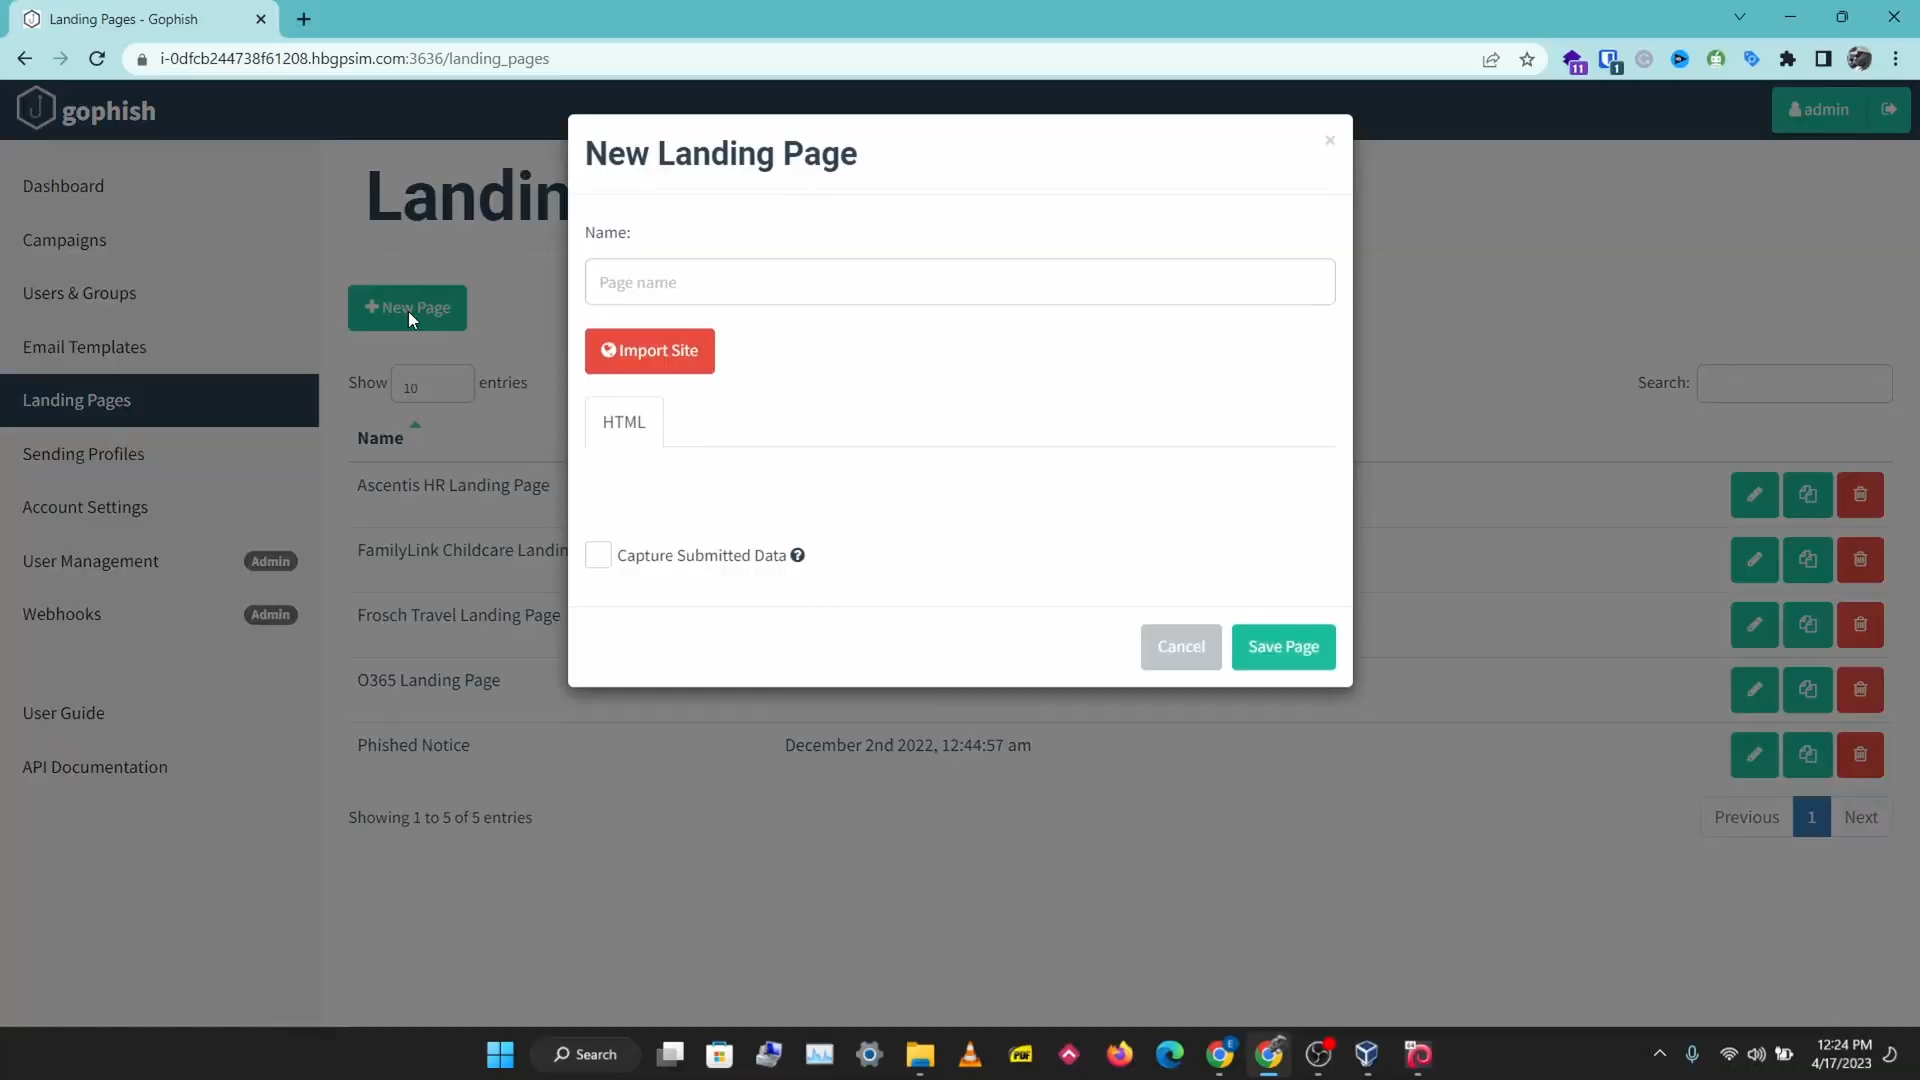 Landing Pages - Gophish
i-0dfcb244738f61208.hbgpsim.com:3636/landing_pages
11
1
gophish
admin
Dashboard
Campaigns
Users & Groups
Email Templates
Landing Pages
Sending Profiles
Account Settings
User Management Admin
Webhooks Admin
User Guide
API Documentation
Landin
New Page
Show 10 entries
Search:
Name
Ascentis HR Landing Page
FamilyLink Childcare Landin
Frosch Travel Landing Page
O365 Landing Page
Phished Notice December 2nd 2022, 12:44:57 am
Showing 1 to 5 of 5 entries
Previous 1 Next
New Landing Page
×
Name:
Page name
Import Site
HTML
Capture Submitted Data
Cancel Save Page
Search
PDF
E
12:24 PM
4/17/2023